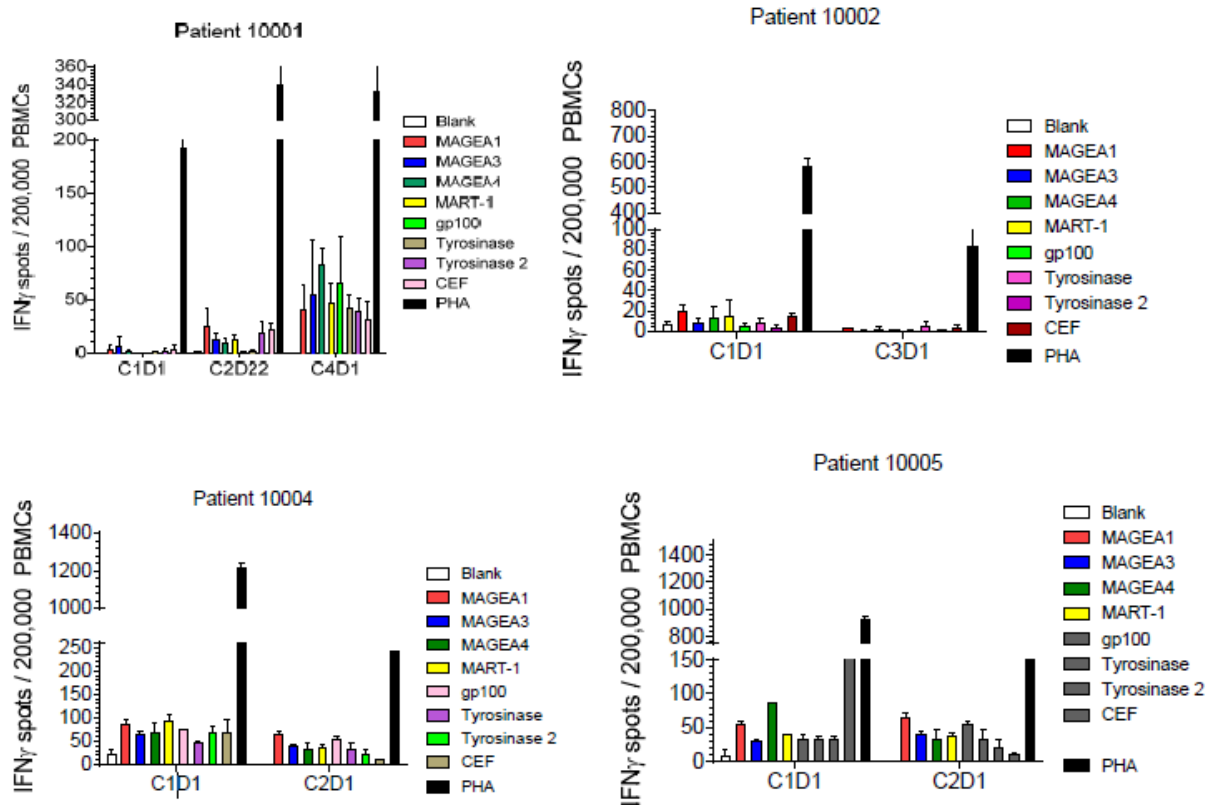 Patient 10001
IFNγ spots / 200,000 PBMCs
360
340
320
300
200
150
100
50
0
C1D1 C2D22 C4D1
Blank
MAGEA1
MAGEA3
MAGEA4
MART-1
gp100
Tyrosinase
Tyrosinase 2
CEF
PHA
Patient 10002
IFNγ spots / 200,000 PBMCs
800
700
600
500
400
100
80
60
40
20
0
C1D1 C3D1
Blank
MAGEA1
MAGEA3
MAGEA4
MART-1
gp100
Tyrosinase
Tyrosinase 2
CEF
PHA
Patient 10004
IFNγ spots / 200,000 PBMCs
1400
1200
1000
250
200
150
100
50
0
C1D1 C2D1
Blank
MAGEA1
MAGEA3
MAGEA4
MART-1
gp100
Tyrosinase
Tyrosinase 2
CEF
PHA
Patient 10005
IFNγ spots / 200,000 PBMCs
1400
1200
1000
800
150
100
50
0
C1D1 C2D1
Blank
MAGEA1
MAGEA3
MAGEA4
MART-1
gp100
Tyrosinase
Tyrosinase 2
CEF
PHA